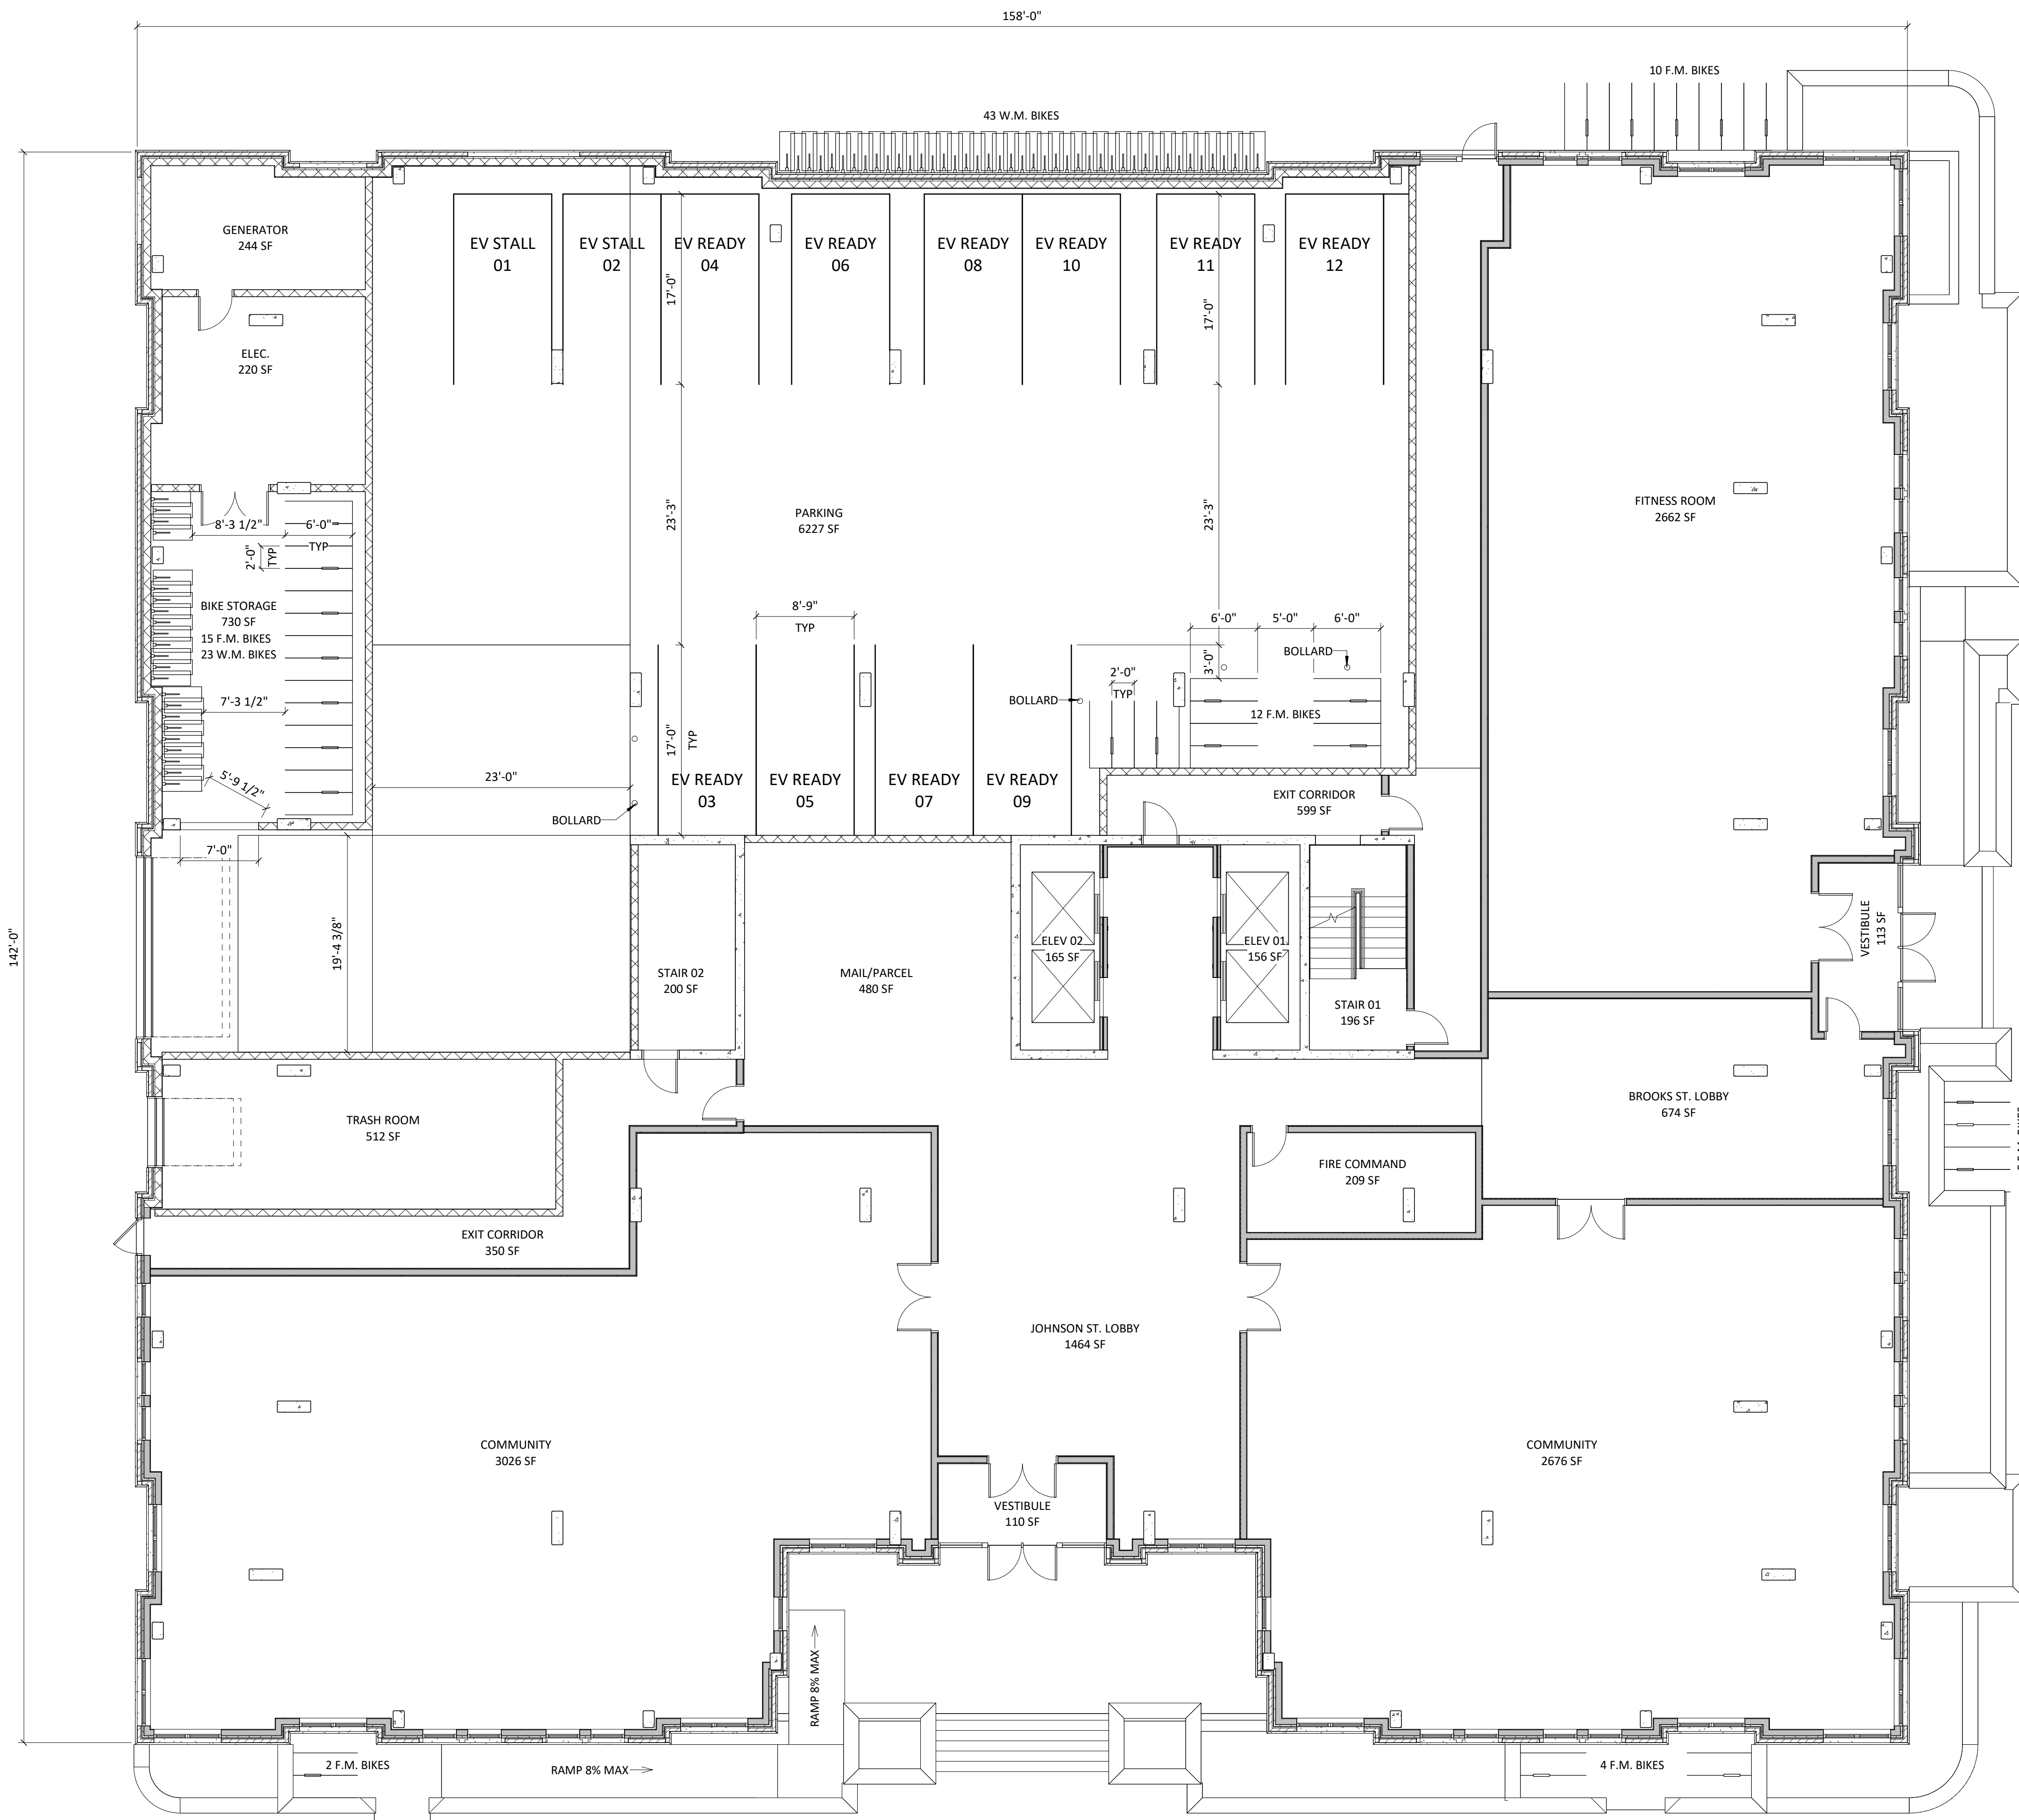 158'-0"
10 F.M. BIKES
43 W.M. BIKES
GENERATOR
244 SF
EV STALL
01
EV STALL
02
EV READY
04
EV READY
06
EV READY
08
EV READY
10
EV READY
11
EV READY
12
17'-0"
17'-0"
ELEC.
220 SF
FITNESS ROOM
2662 SF
PARKING
6227 SF
23'-3"
23'-3"
8'-3 1/2"
6'-0"
TYP
2'-0"
TYP
BIKE STORAGE
730 SF
15 F.M. BIKES
23 W.M. BIKES
8'-9"
TYP
6'-0"
5'-0"
6'-0"
3'-0"
BOLLARD
2'-0"
TYP
BOLLARD
12 F.M. BIKES
7'-3 1/2"
17'-0"
TYP
5'-9 1/2"
23'-0"
EV READY
03
EV READY
05
EV READY
07
EV READY
09
BOLLARD
EXIT CORRIDOR
599 SF
7'-0"
142'-0"
19'-4 3/8"
STAIR 02
200 SF
MAIL/PARCEL
480 SF
ELEV 02
165 SF
ELEV 01
156 SF
STAIR 01
196 SF
VESTIBULE
113 SF
BROOKS ST. LOBBY
674 SF
TRASH ROOM
512 SF
FIRE COMMAND
209 SF
EXIT CORRIDOR
350 SF
JOHNSON ST. LOBBY
1464 SF
COMMUNITY
3026 SF
COMMUNITY
2676 SF
VESTIBULE
110 SF
RAMP 8% MAX
2 F.M. BIKES
RAMP 8% MAX
4 F.M. BIKES